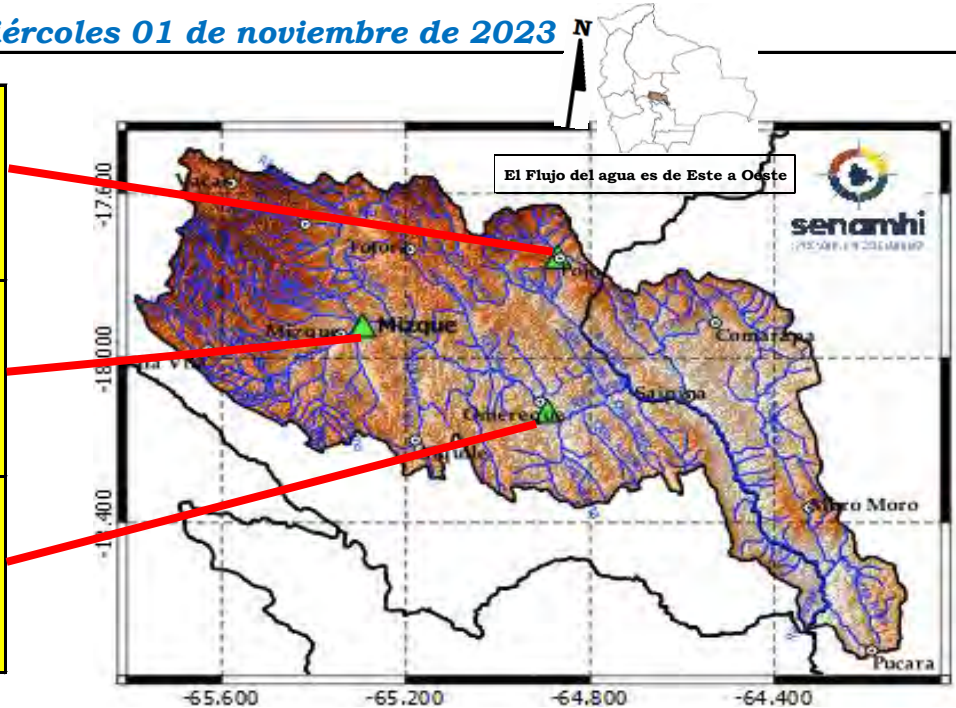 iércoles 01 de noviembre de 2023
N
El Flujo del agua es de Este a Oeste
senamhi
-17.600
Vacas
Totora
Pojo
Mizque
Mizque
Comarapa
-18.000
Saipina
Omereque
Aiquile
-18.400
Moro Moro
Pucara
-65.600
-65.200
-64.800
-64.400